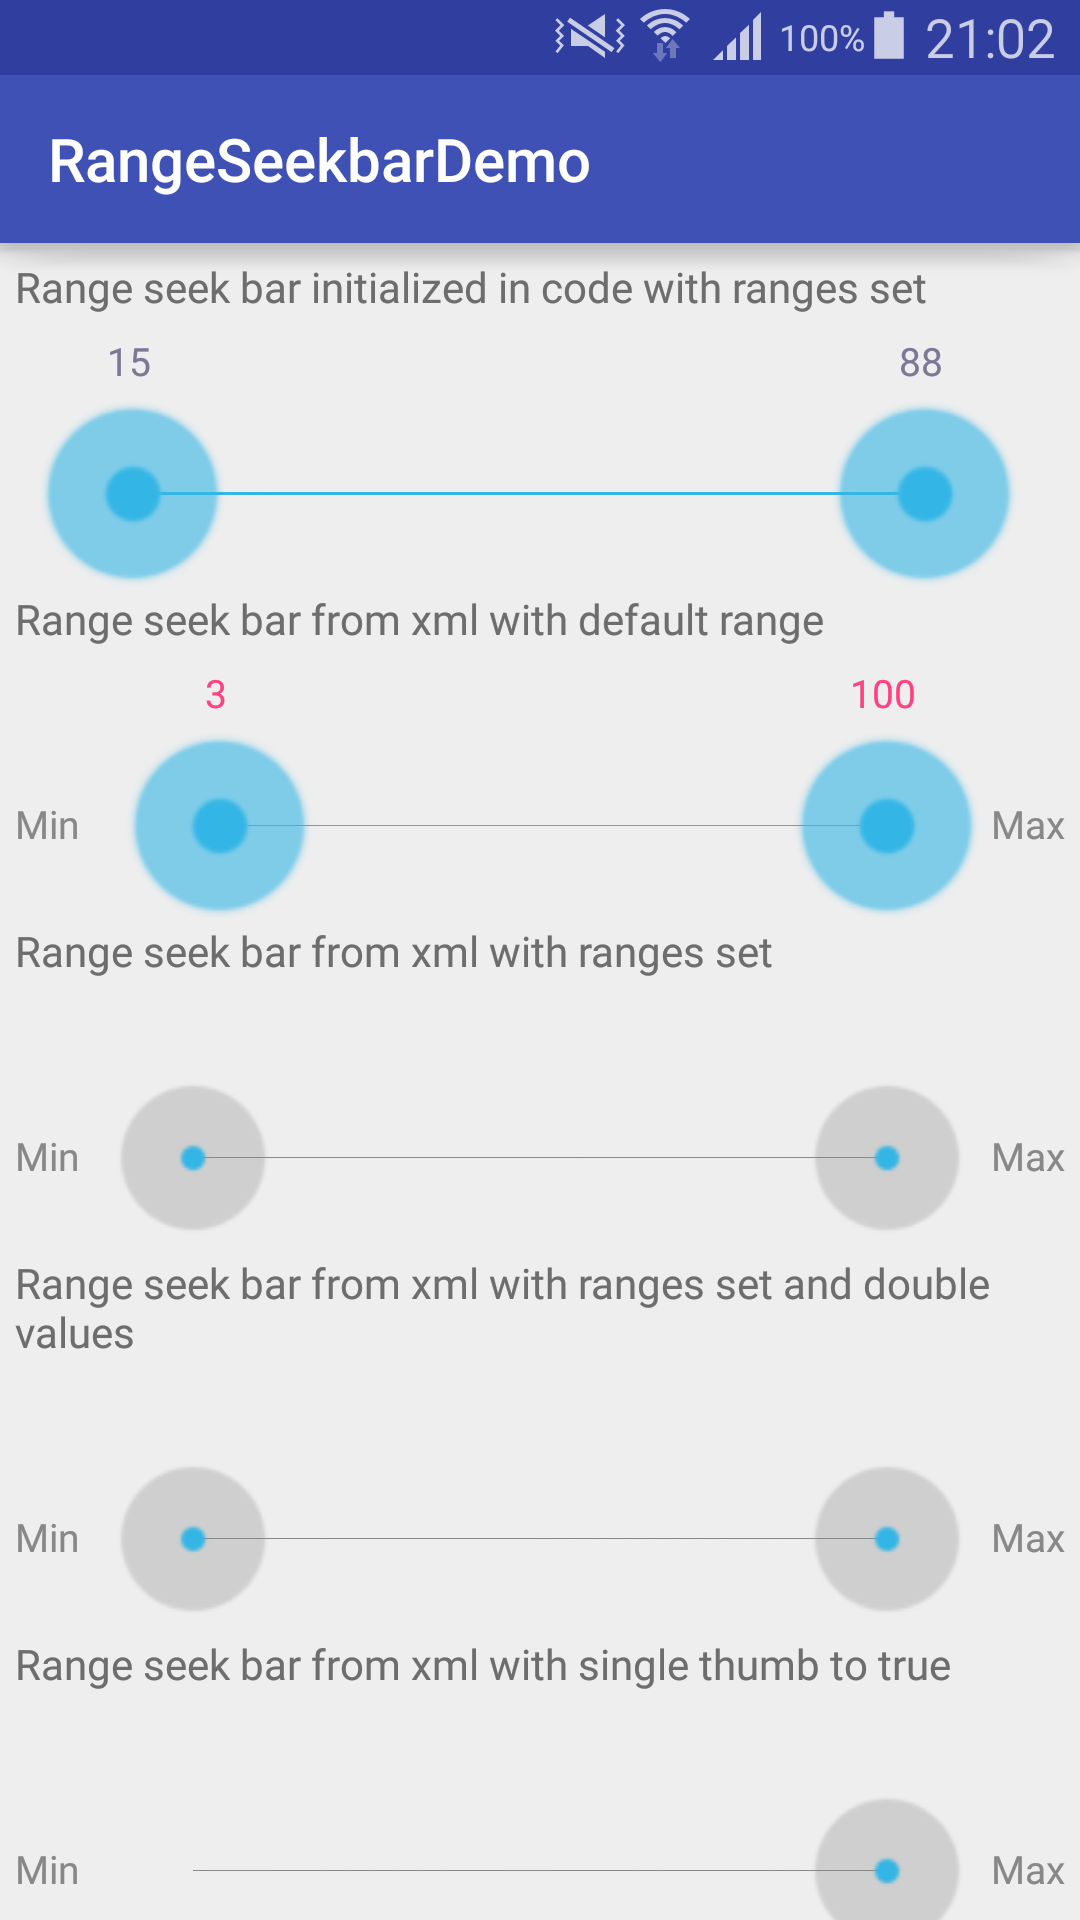 100% 21:02
RangeSeekbarDemo
Range seek bar initialized in code with ranges set
15 88
Range seek bar from xml with default range
3 100
Min Max
Range seek bar from xml with ranges set
Min Max
Range seek bar from xml with ranges set and double
values
Min Max
Range seek bar from xml with single thumb to true
Min Max